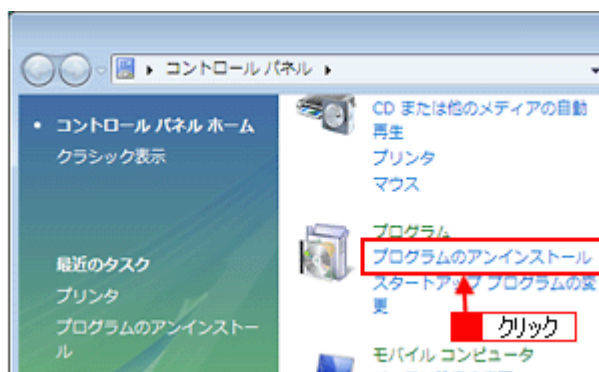 コントロール パネル
コントロール パネル ホーム
クラシック表示
最近のタスク
プリンタ
プログラムのアンインストー
ル
CD または他のメディアの自動
再生
プリンタ
マウス
プログラム
プログラムのアンインストール
スタートアップ プログラムの変
更
クリック
モバイル コンピュータ